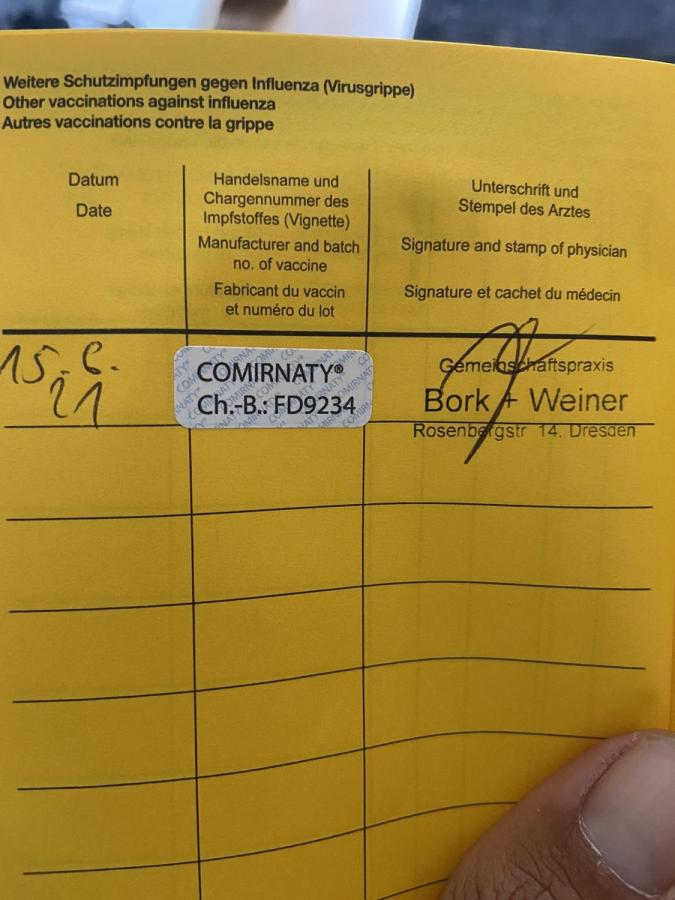 Weitere Schutzimpfungen gegen Influenza (Virusgrippe)
Other vaccinations against influenza
Autres vaccinations contre la grippe
Datum
Date
Handelsname und
Chargennummer des
Impfstoffes (Vignette)
Manufacturer and batch
no. of vaccine
Fabricant du vaccin
et numéro du lot
Unterschrift und
Stempel des Arztes
Signature and stamp of physician
Signature et cachet du médecin
15. 6.
21
COMIRNATY®
Ch.-B.: FD9234
Gemeinschaftspraxis
Bork + Weiner
Rosenbergstr 14. Dresden